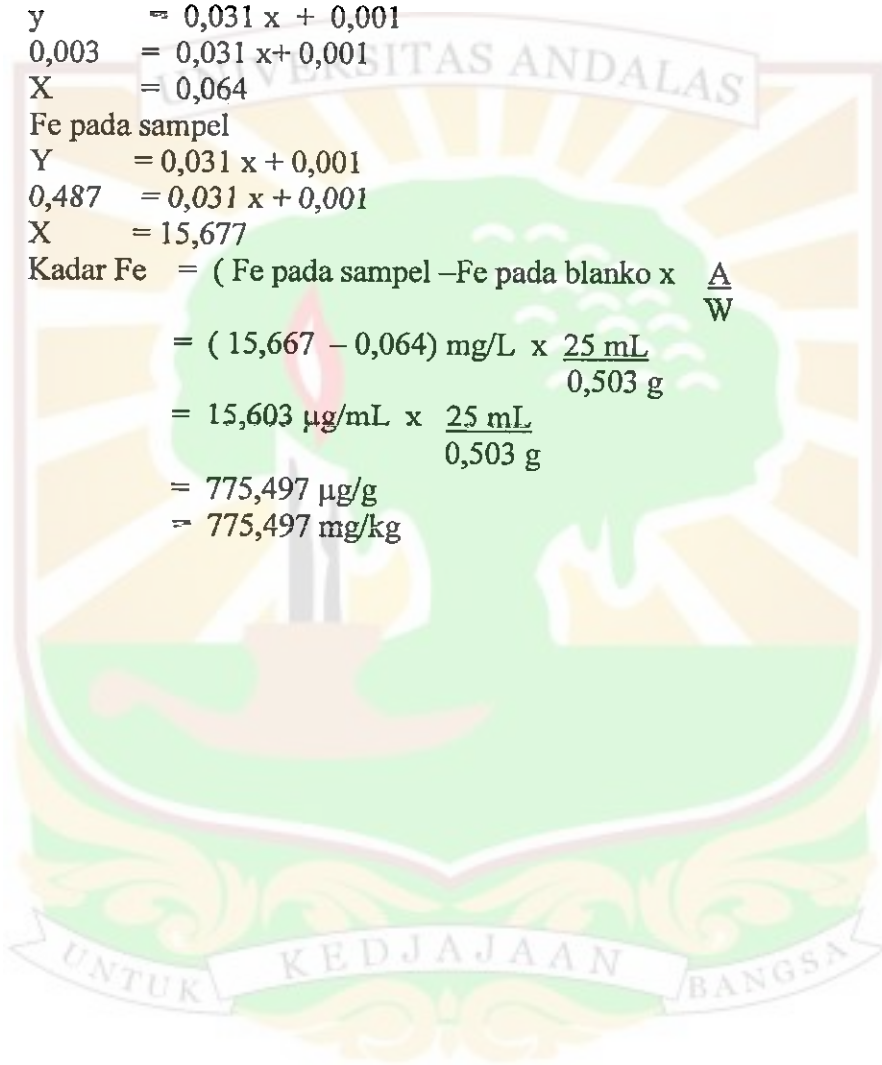 y = 0,031 x + 0,001
0,003 = 0,031 x+ 0,001
X = 0,064
Fe pada sampel
Y = 0,031 x + 0,001
0,487 = 0,031 x + 0,001
X = 15,677
Kadar Fe = ( Fe pada sampel –Fe pada blanko x A
W
= ( 15,667 – 0,064) mg/L x 25 mL
0,503 g
= 15,603 µg/mL x 25 mL
0,503 g
= 775,497 µg/g
= 775,497 mg/kg
UNIVERSITAS ANDALAS
UNTUK KEDJAJAAN BANGSA